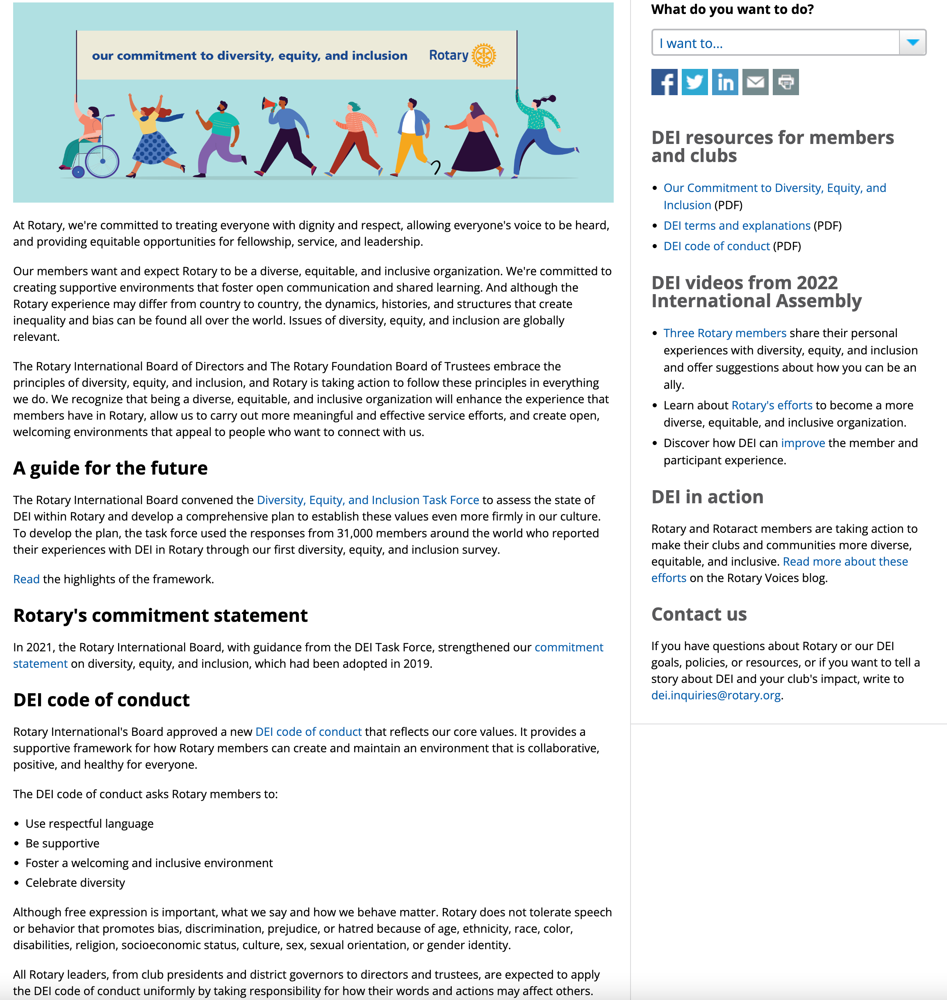 our commitment to diversity, equity, and inclusion Rotary
At Rotary, we're committed to treating everyone with dignity and respect, allowing everyone's voice to be heard,
and providing equitable opportunities for fellowship, service, and leadership.
Our members want and expect Rotary to be a diverse, equitable, and inclusive organization. We're committed to
creating supportive environments that foster open communication and shared learning. And although the
Rotary experience may differ from country to country, the dynamics, histories, and structures that create
inequality and bias can be found all over the world. Issues of diversity, equity, and inclusion are globally
relevant.
The Rotary International Board of Directors and The Rotary Foundation Board of Trustees embrace the
principles of diversity, equity, and inclusion, and Rotary is taking action to follow these principles in everything
we do. We recognize that being a diverse, equitable, and inclusive organization will enhance the experience that
members have in Rotary, allow us to carry out more meaningful and effective service efforts, and create open,
welcoming environments that appeal to people who want to connect with us.
A guide for the future
The Rotary International Board convened the Diversity, Equity, and Inclusion Task Force to assess the state of
DEI within Rotary and develop a comprehensive plan to establish these values even more firmly in our culture.
To develop the plan, the task force used the responses from 31,000 members around the world who reported
their experiences with DEI in Rotary through our first diversity, equity, and inclusion survey.
Read the highlights of the framework.
Rotary's commitment statement
In 2021, the Rotary International Board, with guidance from the DEI Task Force, strengthened our commitment
statement on diversity, equity, and inclusion, which had been adopted in 2019.
DEI code of conduct
Rotary International's Board approved a new DEI code of conduct that reflects our core values. It provides a
supportive framework for how Rotary members can create and maintain an environment that is collaborative,
positive, and healthy for everyone.
The DEI code of conduct asks Rotary members to:
• Use respectful language
• Be supportive
• Foster a welcoming and inclusive environment
• Celebrate diversity
Although free expression is important, what we say and how we behave matter. Rotary does not tolerate speech
or behavior that promotes bias, discrimination, prejudice, or hatred because of age, ethnicity, race, color,
disabilities, religion, socioeconomic status, culture, sex, sexual orientation, or gender identity.
All Rotary leaders, from club presidents and district governors to directors and trustees, are expected to apply
the DEI code of conduct uniformly by taking responsibility for how their words and actions may affect others.
What do you want to do?
I want to...
DEI resources for members
and clubs
• Our Commitment to Diversity, Equity, and
Inclusion (PDF)
• DEI terms and explanations (PDF)
• DEI code of conduct (PDF)
DEI videos from 2022
International Assembly
• Three Rotary members share their personal
experiences with diversity, equity, and inclusion
and offer suggestions about how you can be an
ally.
• Learn about Rotary's efforts to become a more
diverse, equitable, and inclusive organization.
• Discover how DEI can improve the member and
participant experience.
DEI in action
Rotary and Rotaract members are taking action to
make their clubs and communities more diverse,
equitable, and inclusive. Read more about these
efforts on the Rotary Voices blog.
Contact us
If you have questions about Rotary or our DEI
goals, policies, or resources, or if you want to tell a
story about DEI and your club's impact, write to
dei.inquiries@rotary.org.